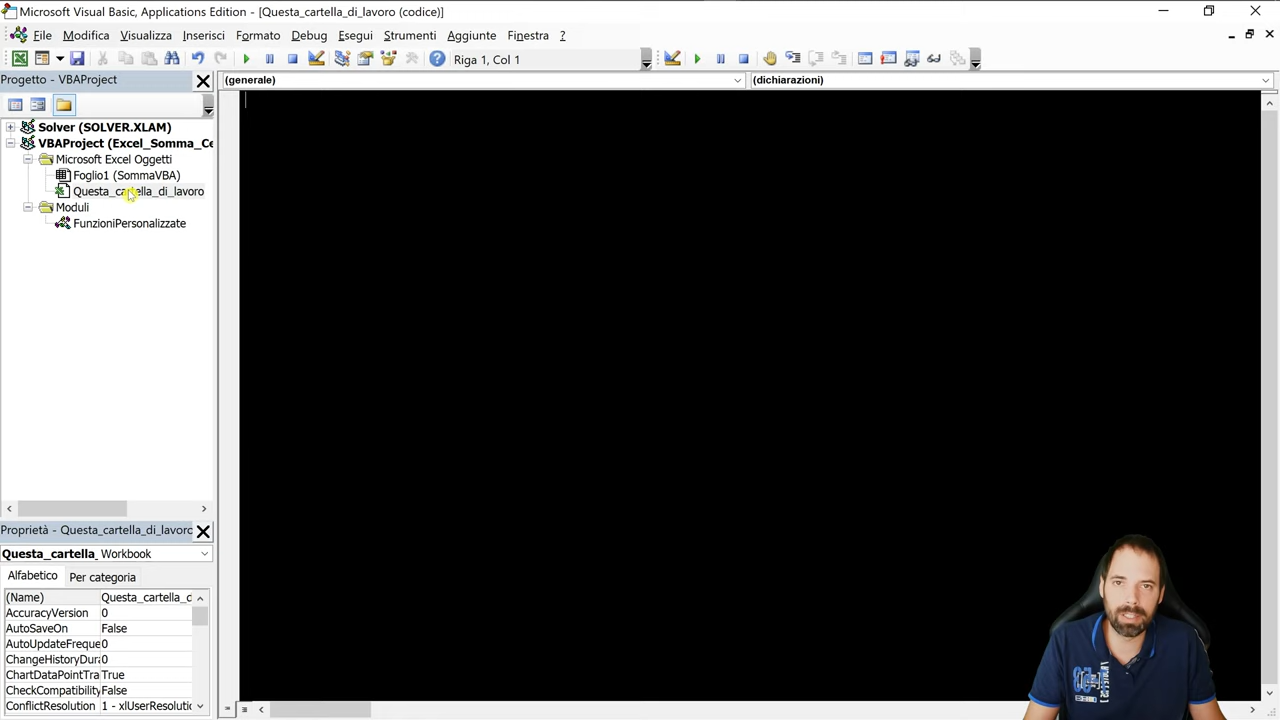 Microsoft Visual Basic, Applications Edition - [Questa_cartella_di_lavoro (codice)]
File Modifica Visualizza Inserisci Formato Debug Esegui Strumenti Aggiunte Finestra ?
Riga 1, Col 1
Progetto - VBAProject
(generale)
(dichiarazioni)
Solver (SOLVER.XLAM)
VBAProject (Excel_Somma_Ce
Microsoft Excel Oggetti
Foglio1 (SommaVBA)
Questa_cartella_di_lavoro
Moduli
FunzioniPersonalizzate
Proprietà - Questa_cartella_di_lavoro
Questa_cartella_ Workbook
Alfabetico Per categoria
(Name) Questa_cartella_d
AccuracyVersion 0
AutoSaveOn False
AutoUpdateFreque 0
ChangeHistoryDura 0
ChartDataPointTra True
CheckCompatibility False
ConflictResolution 1 - xlUserResolutio